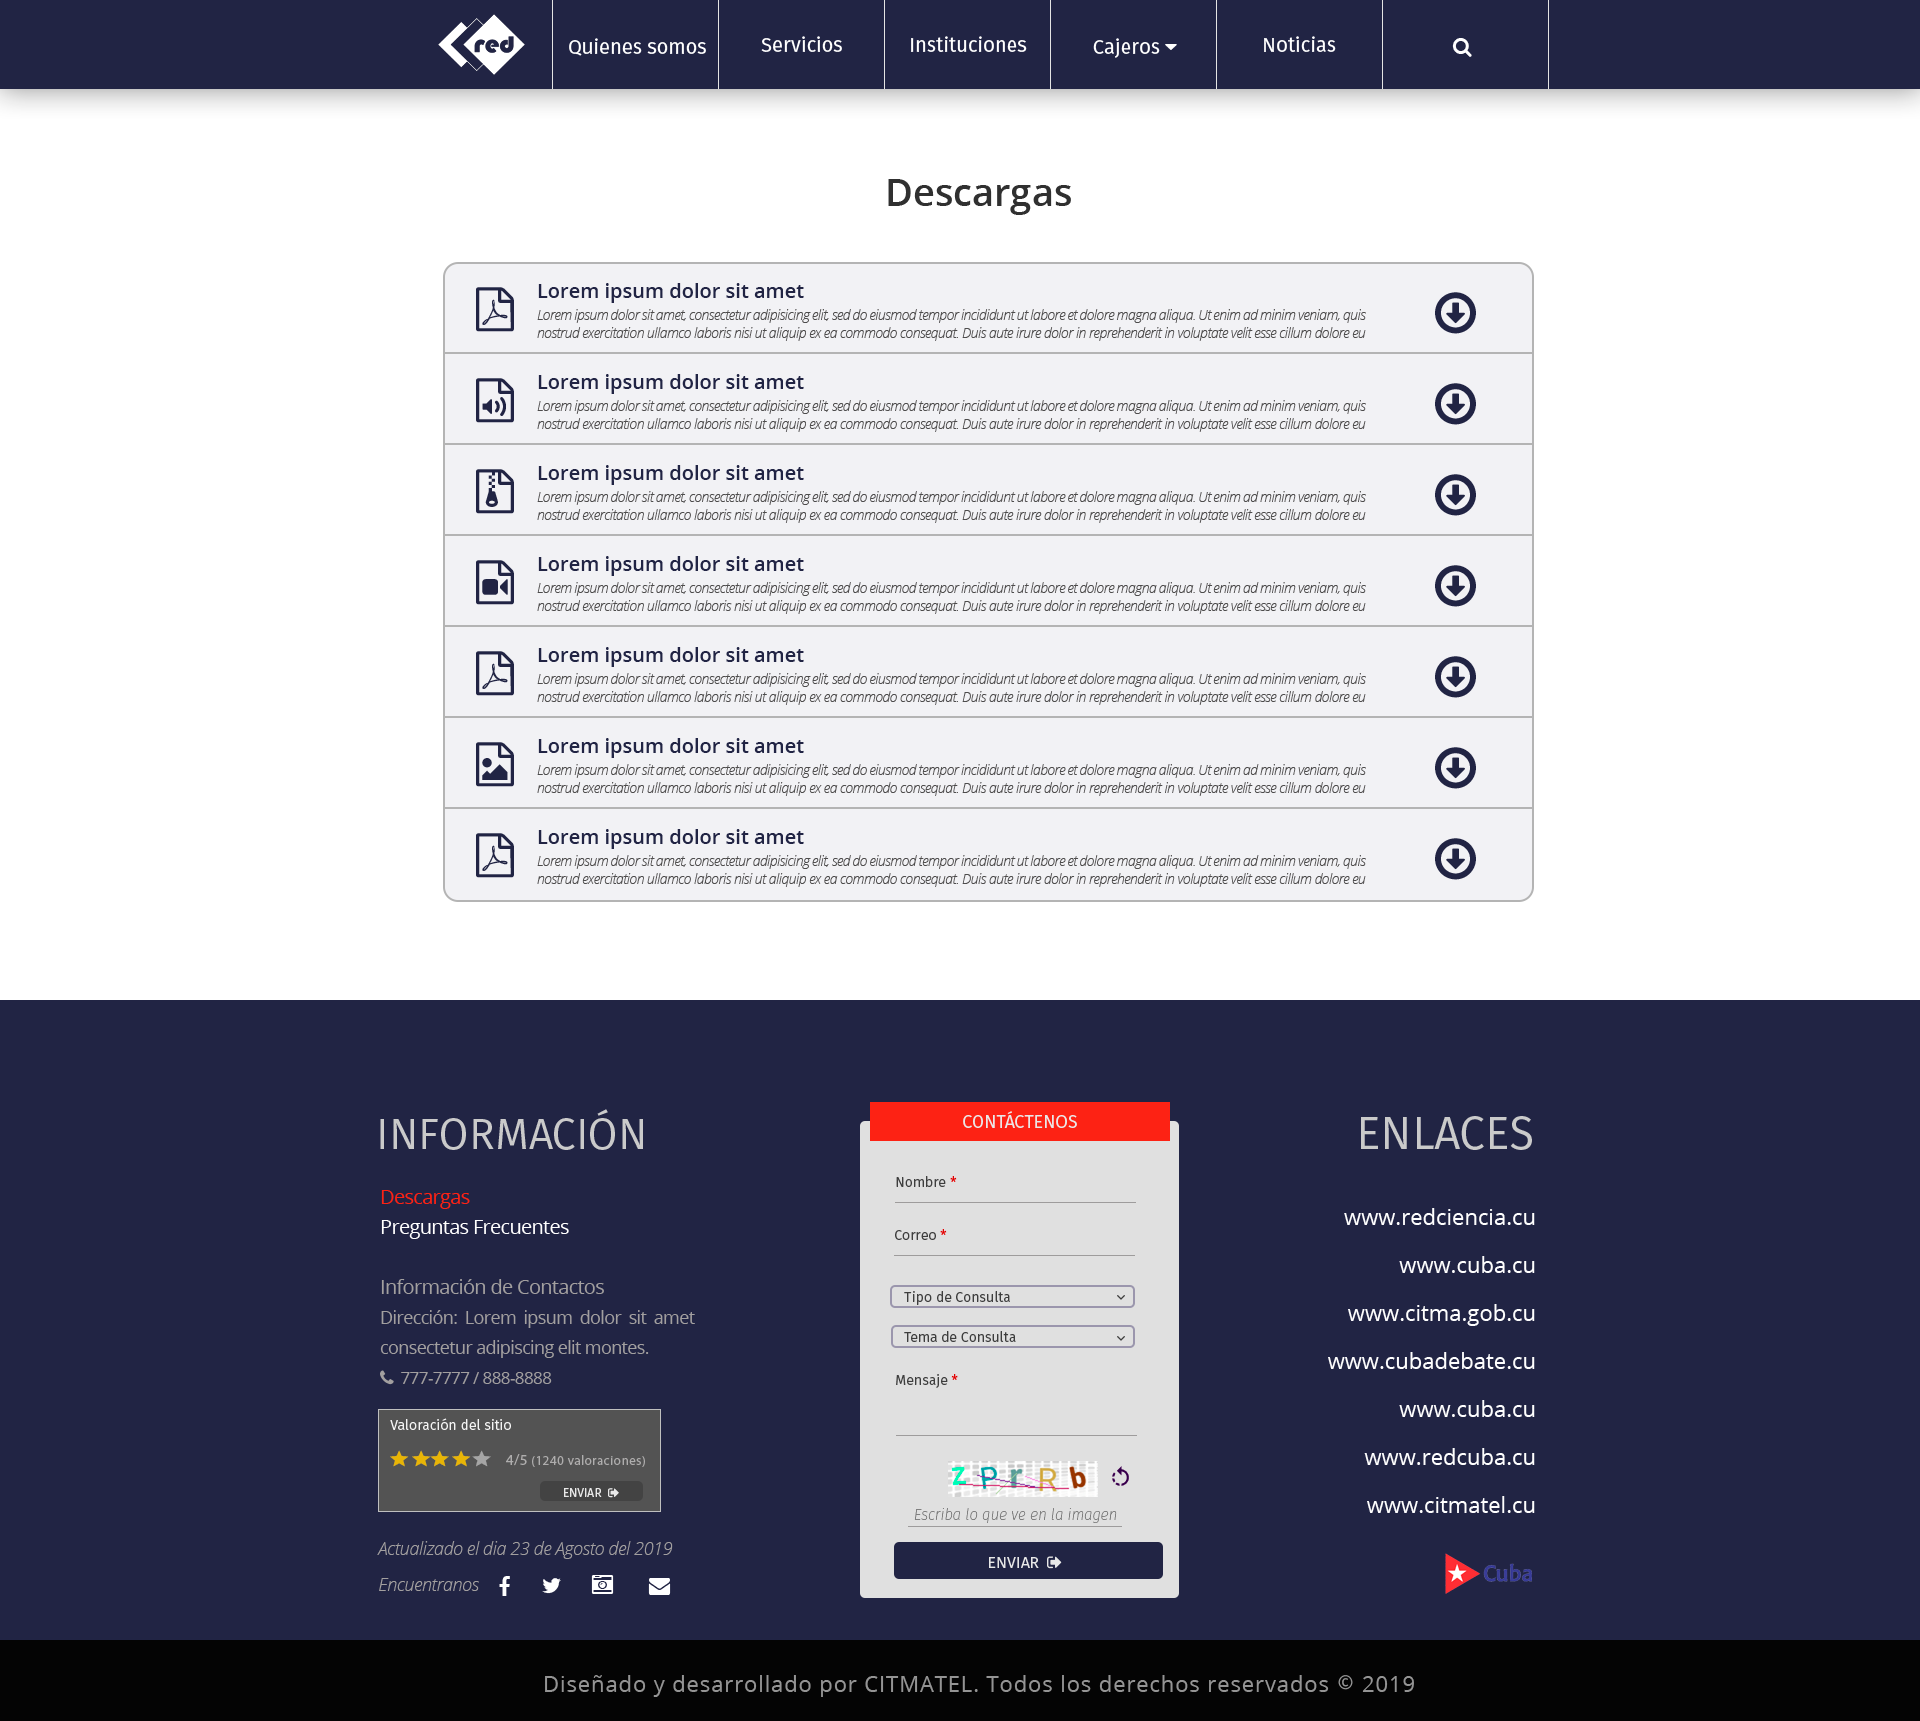 red
Quienes somos
Servicios
Instituciones
Cajeros
Noticias
Descargas
Lorem ipsum dolor sit amet
Lorem ipsum dolor sit amet, consectetur adipisicing elit, sed do eiusmod tempor incididunt ut labore et dolore magna aliqua. Ut enim ad minim veniam, quis
nostrud exercitation ullamco laboris nisi ut aliquip ex ea commodo consequat. Duis aute irure dolor in reprehenderit in voluptate velit esse cillum dolore eu
Lorem ipsum dolor sit amet
Lorem ipsum dolor sit amet, consectetur adipisicing elit, sed do eiusmod tempor incididunt ut labore et dolore magna aliqua. Ut enim ad minim veniam, quis
nostrud exercitation ullamco laboris nisi ut aliquip ex ea commodo consequat. Duis aute irure dolor in reprehenderit in voluptate velit esse cillum dolore eu
Lorem ipsum dolor sit amet
Lorem ipsum dolor sit amet, consectetur adipisicing elit, sed do eiusmod tempor incididunt ut labore et dolore magna aliqua. Ut enim ad minim veniam, quis
nostrud exercitation ullamco laboris nisi ut aliquip ex ea commodo consequat. Duis aute irure dolor in reprehenderit in voluptate velit esse cillum dolore eu
Lorem ipsum dolor sit amet
Lorem ipsum dolor sit amet, consectetur adipisicing elit, sed do eiusmod tempor incididunt ut labore et dolore magna aliqua. Ut enim ad minim veniam, quis
nostrud exercitation ullamco laboris nisi ut aliquip ex ea commodo consequat. Duis aute irure dolor in reprehenderit in voluptate velit esse cillum dolore eu
Lorem ipsum dolor sit amet
Lorem ipsum dolor sit amet, consectetur adipisicing elit, sed do eiusmod tempor incididunt ut labore et dolore magna aliqua. Ut enim ad minim veniam, quis
nostrud exercitation ullamco laboris nisi ut aliquip ex ea commodo consequat. Duis aute irure dolor in reprehenderit in voluptate velit esse cillum dolore eu
Lorem ipsum dolor sit amet
Lorem ipsum dolor sit amet, consectetur adipisicing elit, sed do eiusmod tempor incididunt ut labore et dolore magna aliqua. Ut enim ad minim veniam, quis
nostrud exercitation ullamco laboris nisi ut aliquip ex ea commodo consequat. Duis aute irure dolor in reprehenderit in voluptate velit esse cillum dolore eu
Lorem ipsum dolor sit amet
Lorem ipsum dolor sit amet, consectetur adipisicing elit, sed do eiusmod tempor incididunt ut labore et dolore magna aliqua. Ut enim ad minim veniam, quis
nostrud exercitation ullamco laboris nisi ut aliquip ex ea commodo consequat. Duis aute irure dolor in reprehenderit in voluptate velit esse cillum dolore eu
INFORMACIÓN
Descargas
Preguntas Frecuentes
Información de Contactos
Dirección: Lorem ipsum dolor sit amet
consectetur adipiscing elit montes.
777-7777 / 888-8888
Valoración del sitio
4/5 (1240 valoraciones)
ENVIAR
Actualizado el dia 23 de Agosto del 2019
Encuentranos
CONTÁCTENOS
Nombre *
Correo *
Tipo de Consulta
Tema de Consulta
Mensaje *
Z P r R b
Escriba lo que ve en la imagen
ENVIAR
ENLACES
www.redciencia.cu
www.cuba.cu
www.citma.gob.cu
www.cubadebate.cu
www.cuba.cu
www.redcuba.cu
www.citmatel.cu
Cuba
Diseñado y desarrollado por CITMATEL. Todos los derechos reservados © 2019